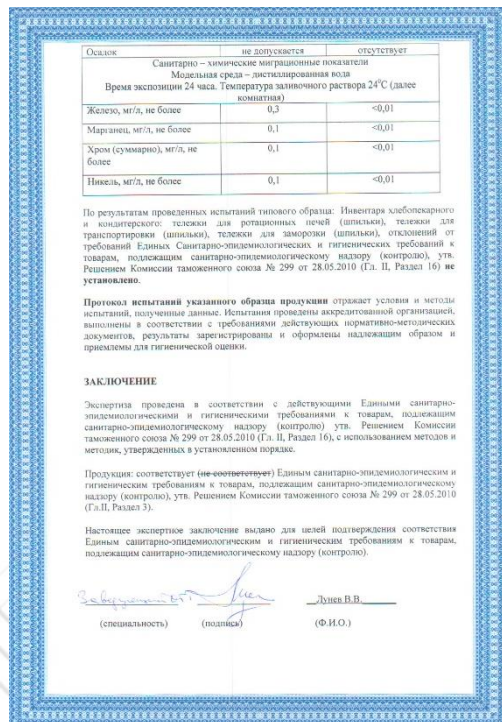 Осадок не допускается отсутствует
Санитарно – химические миграционные показатели
Модельная среда – дистиллированная вода
Время экспозиции 24 часа. Температура заливочного раствора 24⁰С (далее
комнатная)
Железо, мг/л, не более 0,3 <0,01
Марганец, мг/л, не более 0,1 <0,01
Хром (суммарно), мг/л, не более 0,1 <0,01
Никель, мг/л, не более 0,1 <0,01
По результатам проведенных испытаний типового образца: Инвентаря хлебопекарного
и кондитерского: тележки для ротационных печей (шпильки), тележки для
транспортировки (шпильки), тележки для заморозки (шпильки), отклонений от
требований Единых Санитарно-эпидемиологических и гигиенических требований к
товарам, подлежащим санитарно-эпидемиологическому надзору (контролю), утв.
Решением Комиссии таможенного союза № 299 от 28.05.2010 (Гл. II, Раздел 16) не
установлено.
Протокол испытаний указанного образца продукции отражает условия и методы
испытаний, полученные данные. Испытания проведены аккредитованной организацией,
выполнены в соответствии с требованиями действующих нормативно-методических
документов, результаты зарегистрированы и оформлены надлежащим образом и
приемлемы для гигиенической оценки.
ЗАКЛЮЧЕНИЕ
Экспертиза проведена в соответствии с действующими Едиными санитарно-
эпидемиологическими и гигиеническими требованиями к товарам, подлежащим
санитарно-эпидемиологическому надзору (контролю) утв. Решением Комиссии
таможенного союза № 299 от 28.05.2010 (Гл. II, Раздел 16), с использованием методов и
методик, утвержденных в установленном порядке.
Продукция: соответствует (не соответствует) Единым санитарно-эпидемиологическим и
гигиеническим требованиям к товарам, подлежащим санитарно-эпидемиологическому
надзору (контролю), утв. Решением Комиссии таможенного союза № 299 от 28.05.2010
(Гл.II, Раздел 3).
Настоящее экспертное заключение выдано для целей подтверждения соответствия
Единым санитарно-эпидемиологическим и гигиеническим требованиям к товарам,
подлежащим санитарно-эпидемиологическому надзору (контролю).
Лунев В.В.
(специальность) (подпись) (Ф.И.О.)